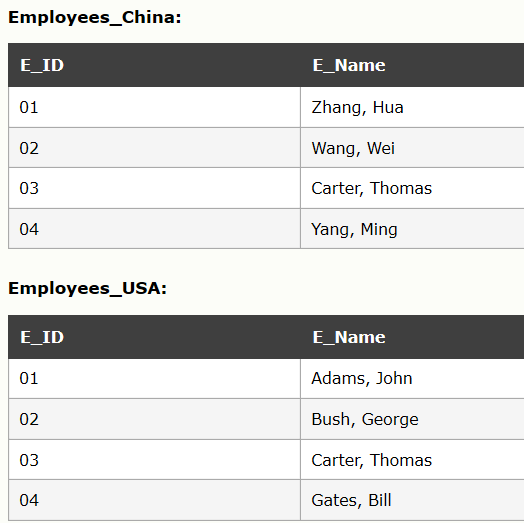 Employees_China:
E_ID E_Name
01 Zhang, Hua
02 Wang, Wei
03 Carter, Thomas
04 Yang, Ming
Employees_USA:
E_ID E_Name
01 Adams, John
02 Bush, George
03 Carter, Thomas
04 Gates, Bill